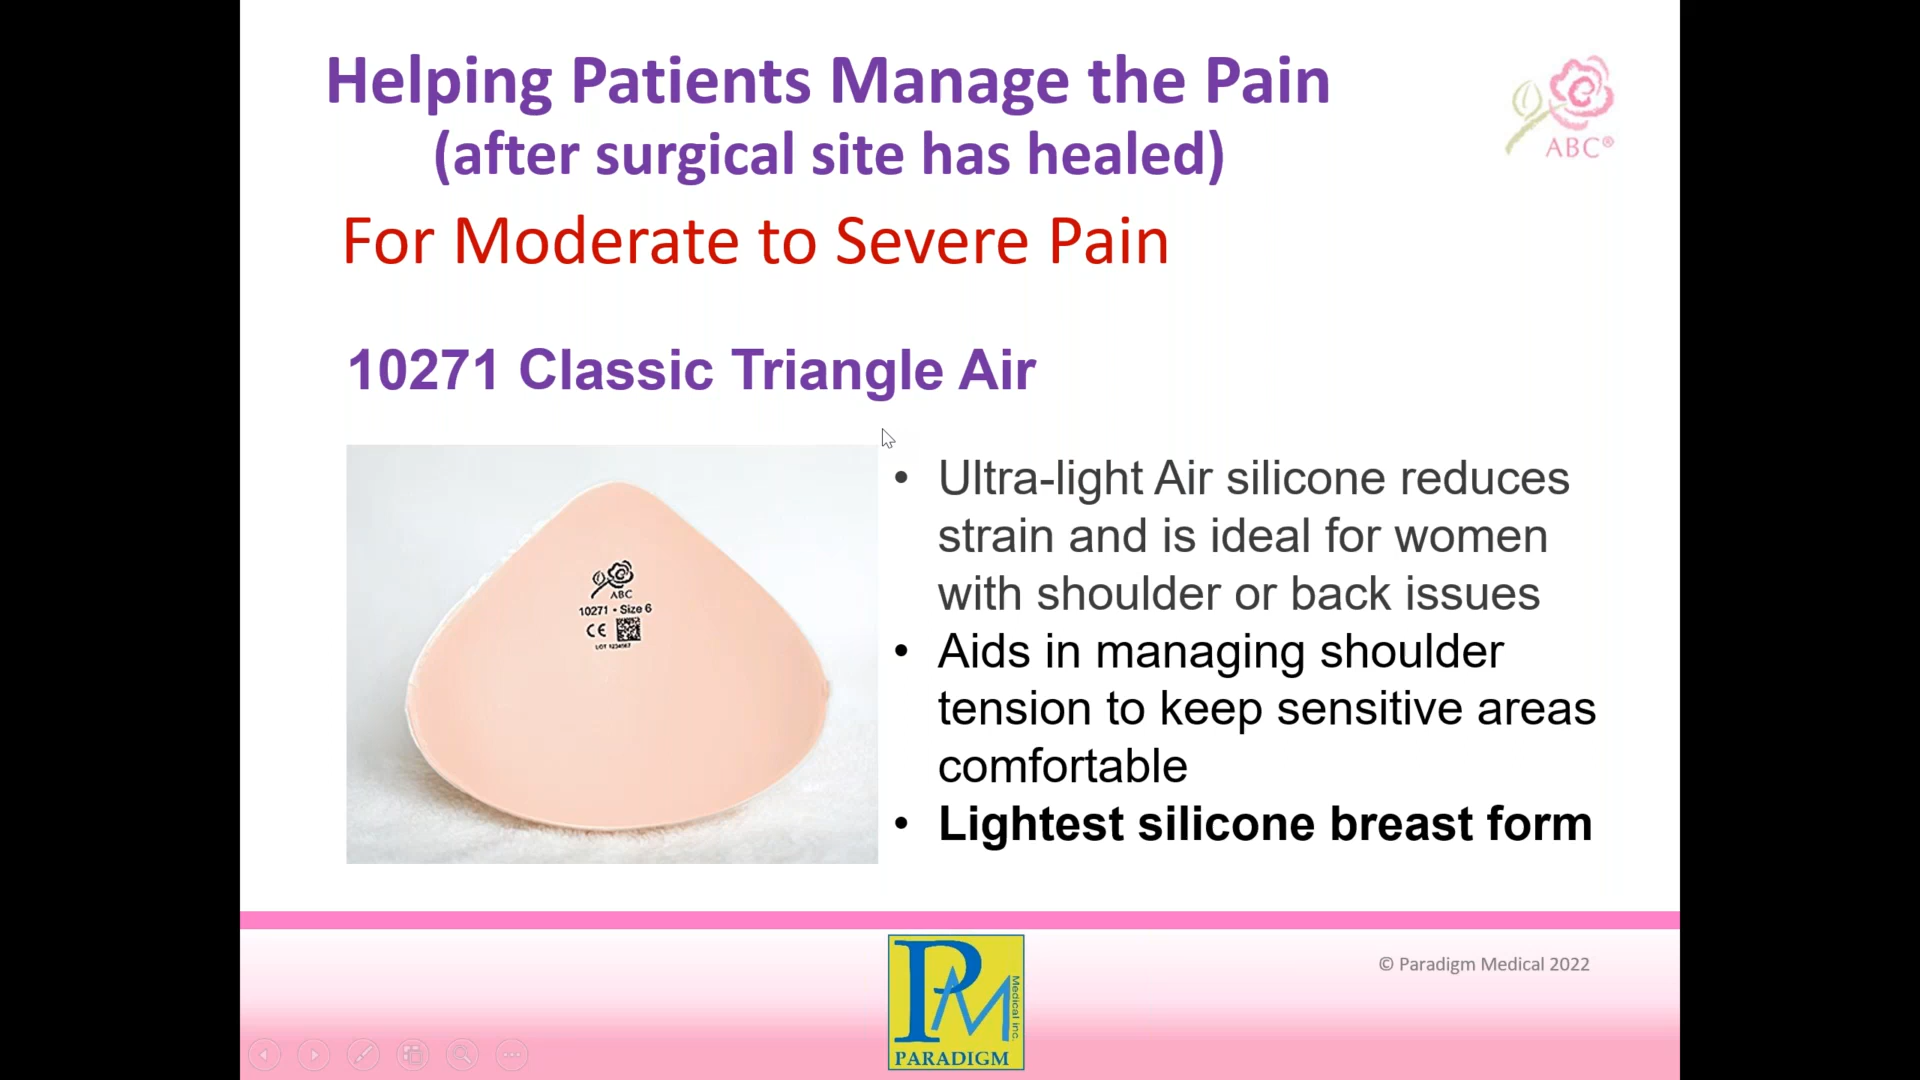 Helping Patients Manage the Pain
(after surgical site has healed)
ABC®
For Moderate to Severe Pain
10271 Classic Triangle Air
ABC
10271 • Size 6
CE
LOT 1234567
• Ultra-light Air silicone reduces
strain and is ideal for women
with shoulder or back issues
• Aids in managing shoulder
tension to keep sensitive areas
comfortable
• Lightest silicone breast form
PM
Medical inc.
PARADIGM
© Paradigm Medical 2022